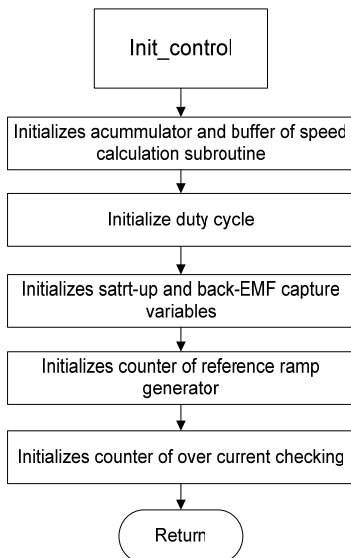 Init_control
Initializes acummulator and buffer of speed
calculation subroutine
Initialize duty cycle
Initializes satrt-up and back-EMF capture
variables
Initializes counter of reference ramp
generator
Initializes counter of over current checking
Return